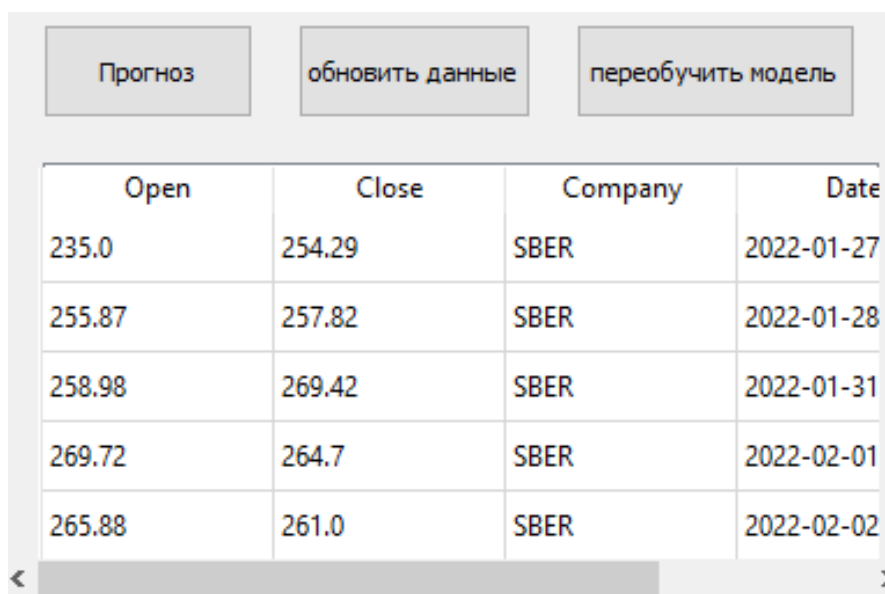 Прогноз обновить данные переобучить модель
Open Close Company Date
235.0 254.29 SBER 2022-01-27
255.87 257.82 SBER 2022-01-28
258.98 269.42 SBER 2022-01-31
269.72 264.7 SBER 2022-02-01
265.88 261.0 SBER 2022-02-02